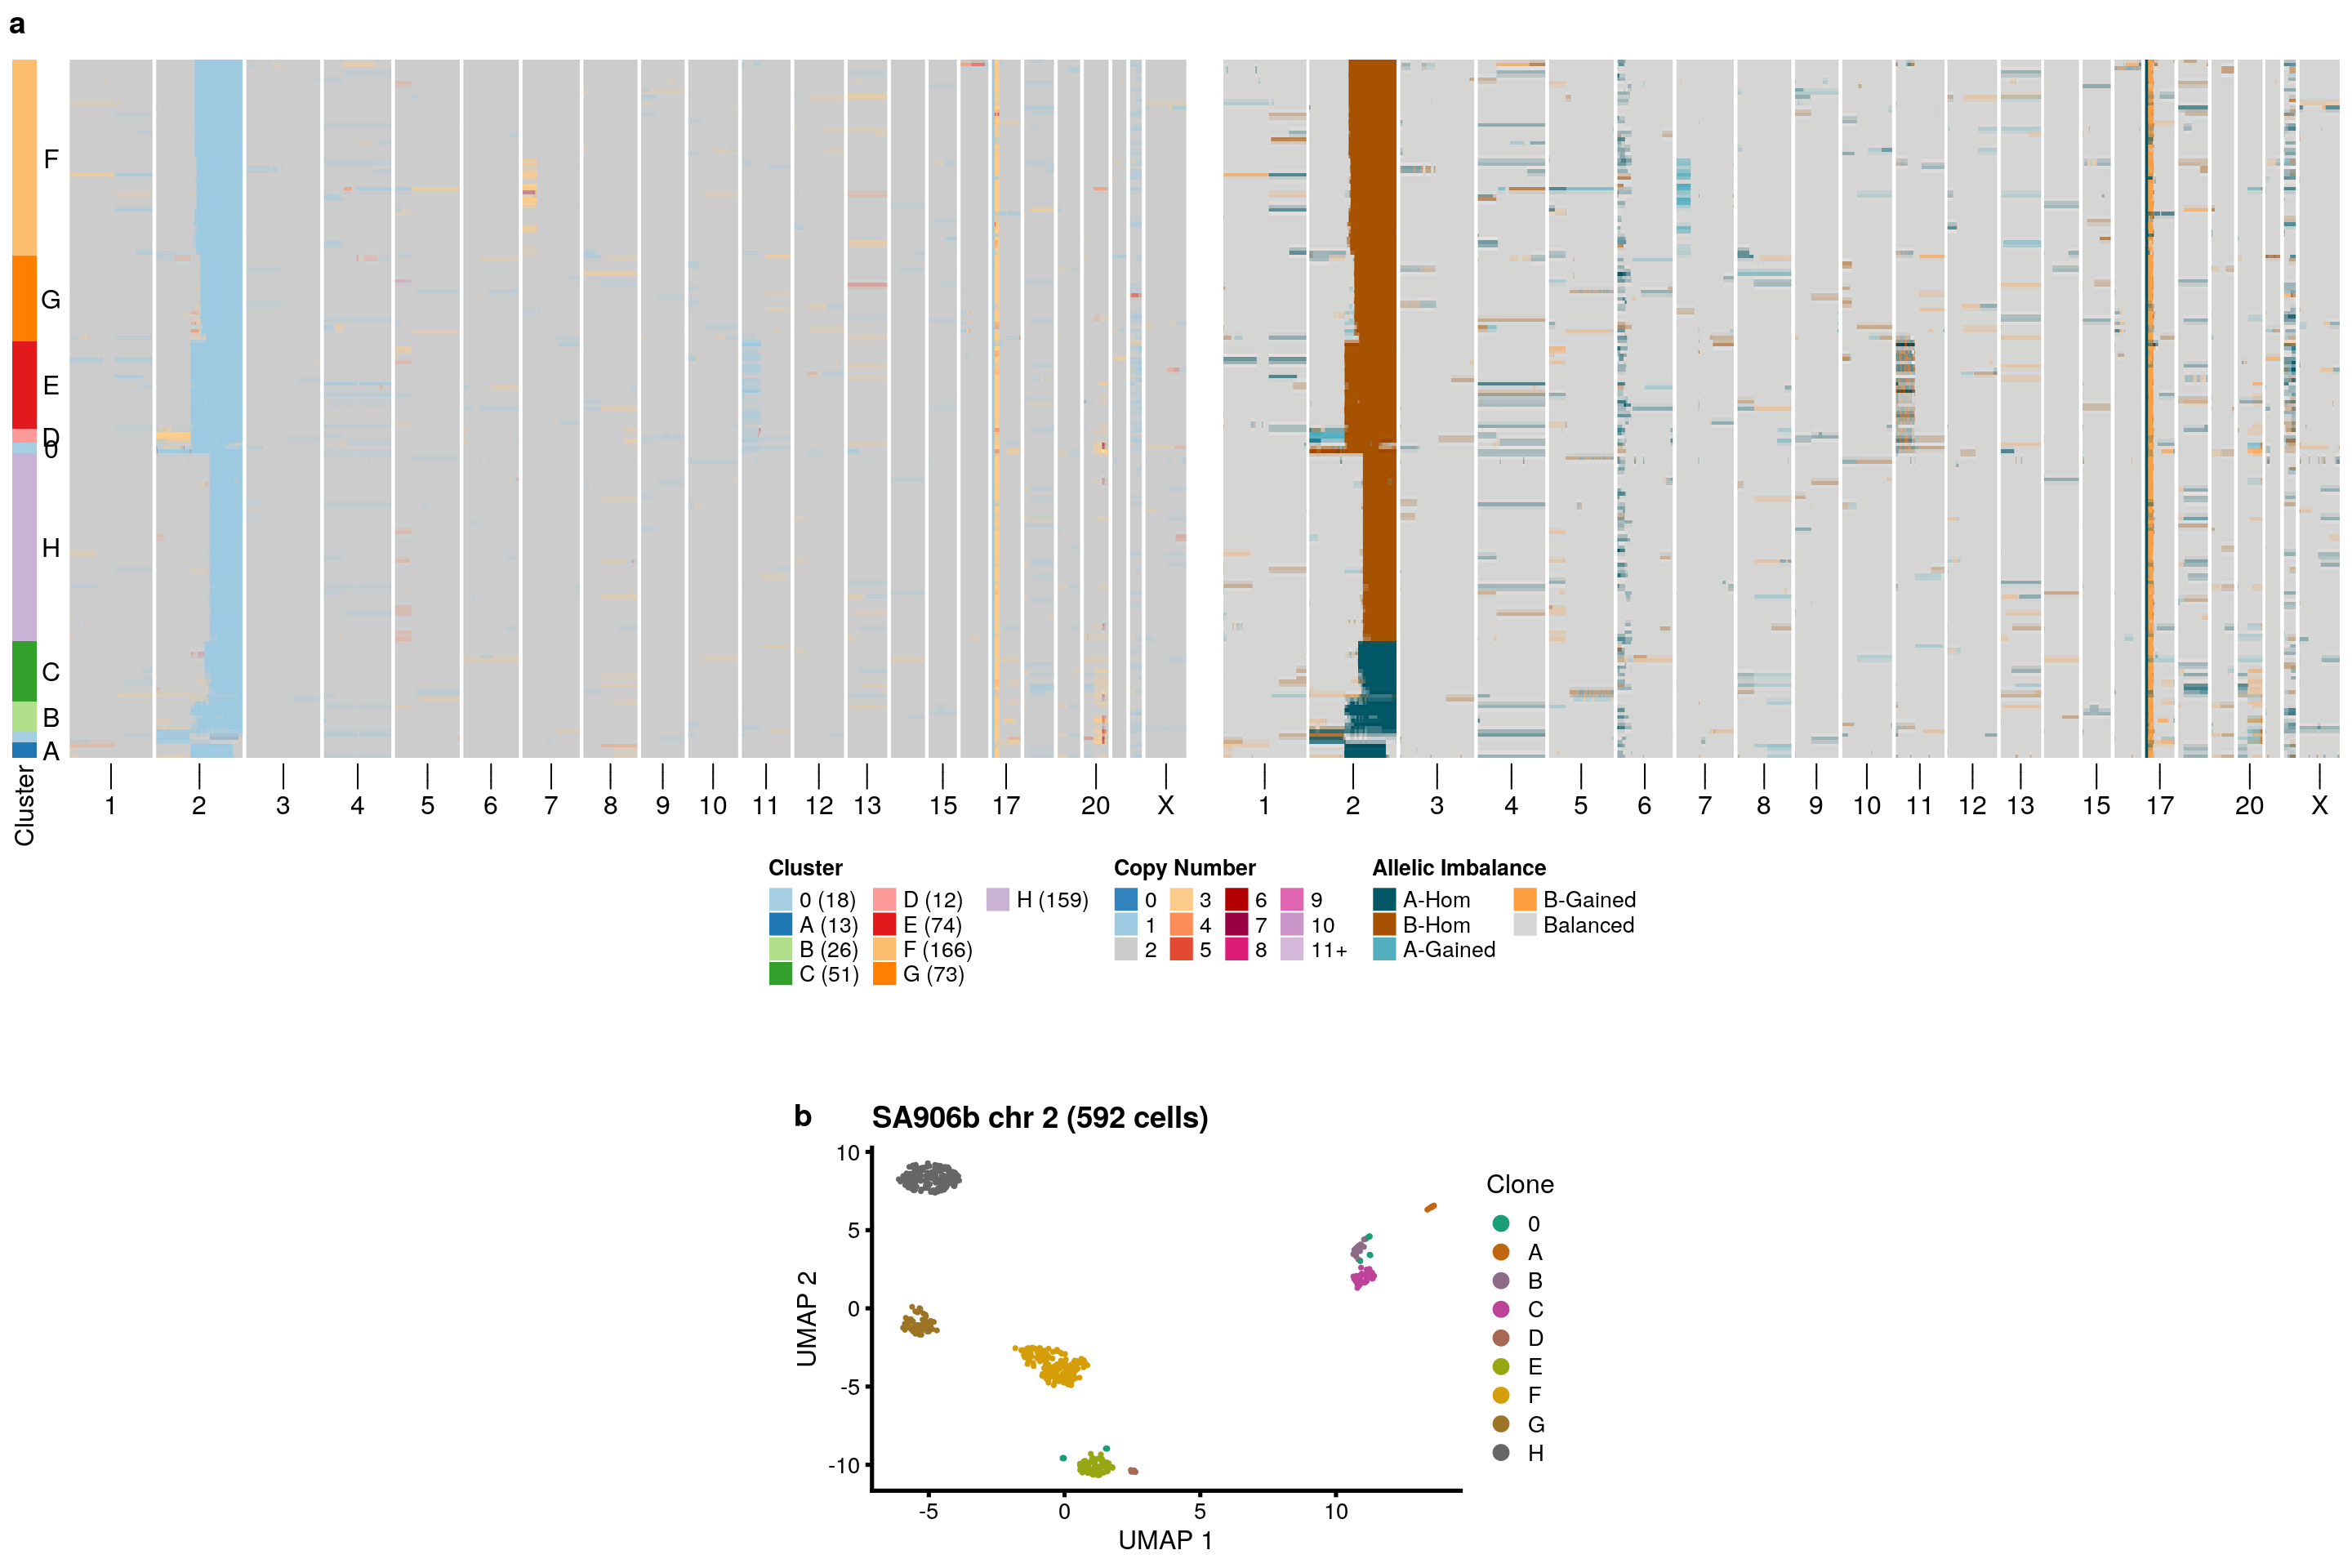 a
F
G
E
D
0
H
C
B
A
Cluster
1 2 3 4 5 6 7 8 9 10 11 12 13 15 17 20 X
1 2 3 4 5 6 7 8 9 10 11 12 13 15 17 20 X
Cluster
0 (18) D (12) H (159)
A (13) E (74)
B (26) F (166)
C (51) G (73)
Copy Number
0 3 6 9
1 4 7 10
2 5 8 11+
Allelic Imbalance
A-Hom B-Gained
B-Hom Balanced
A-Gained
b
SA906b chr 2 (592 cells)
10
5
0
-5
-10
UMAP 2
-5 0 5 10
UMAP 1
Clone
0
A
B
C
D
E
F
G
H